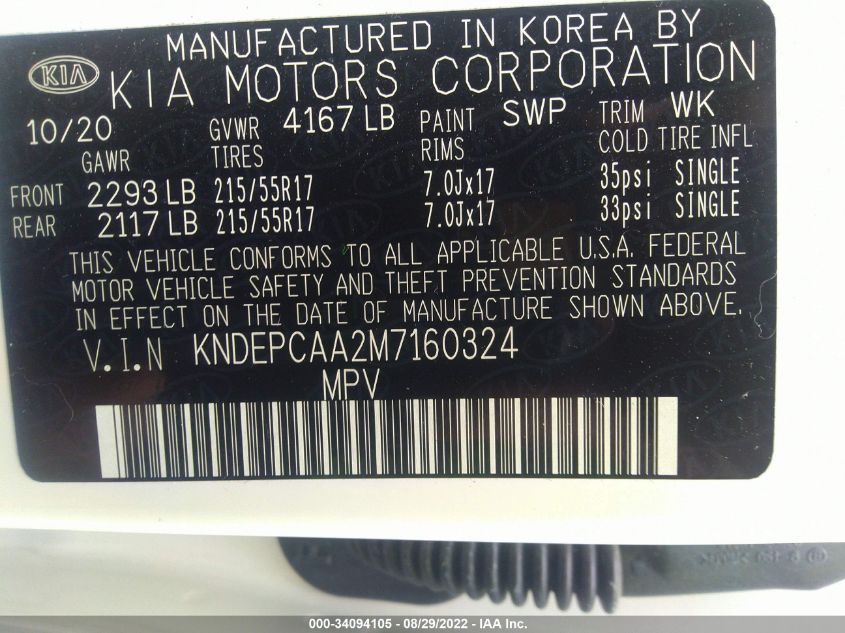 MANUFACTURED IN KOREA BY
KIA KIA MOTORS CORPORATION
10/20 GVWR 4167 LB PAINT SWP TRIM WK
GAWR TIRES RIMS COLD TIRE INFL
FRONT 2293 LB 215/55R17 7.0Jx17 35psi SINGLE
REAR 2117 LB 215/55R17 7.0Jx17 33psi SINGLE
THIS VEHICLE CONFORMS TO ALL APPLICABLE U.S.A. FEDERAL
MOTOR VEHICLE SAFETY AND THEFT PREVENTION STANDARDS
IN EFFECT ON THE DATE OF MANUFACTURE SHOWN ABOVE.
V.I.N KNDEPCAA2M7160324
MPV
000-34094105 - 08/29/2022 - IAA Inc.